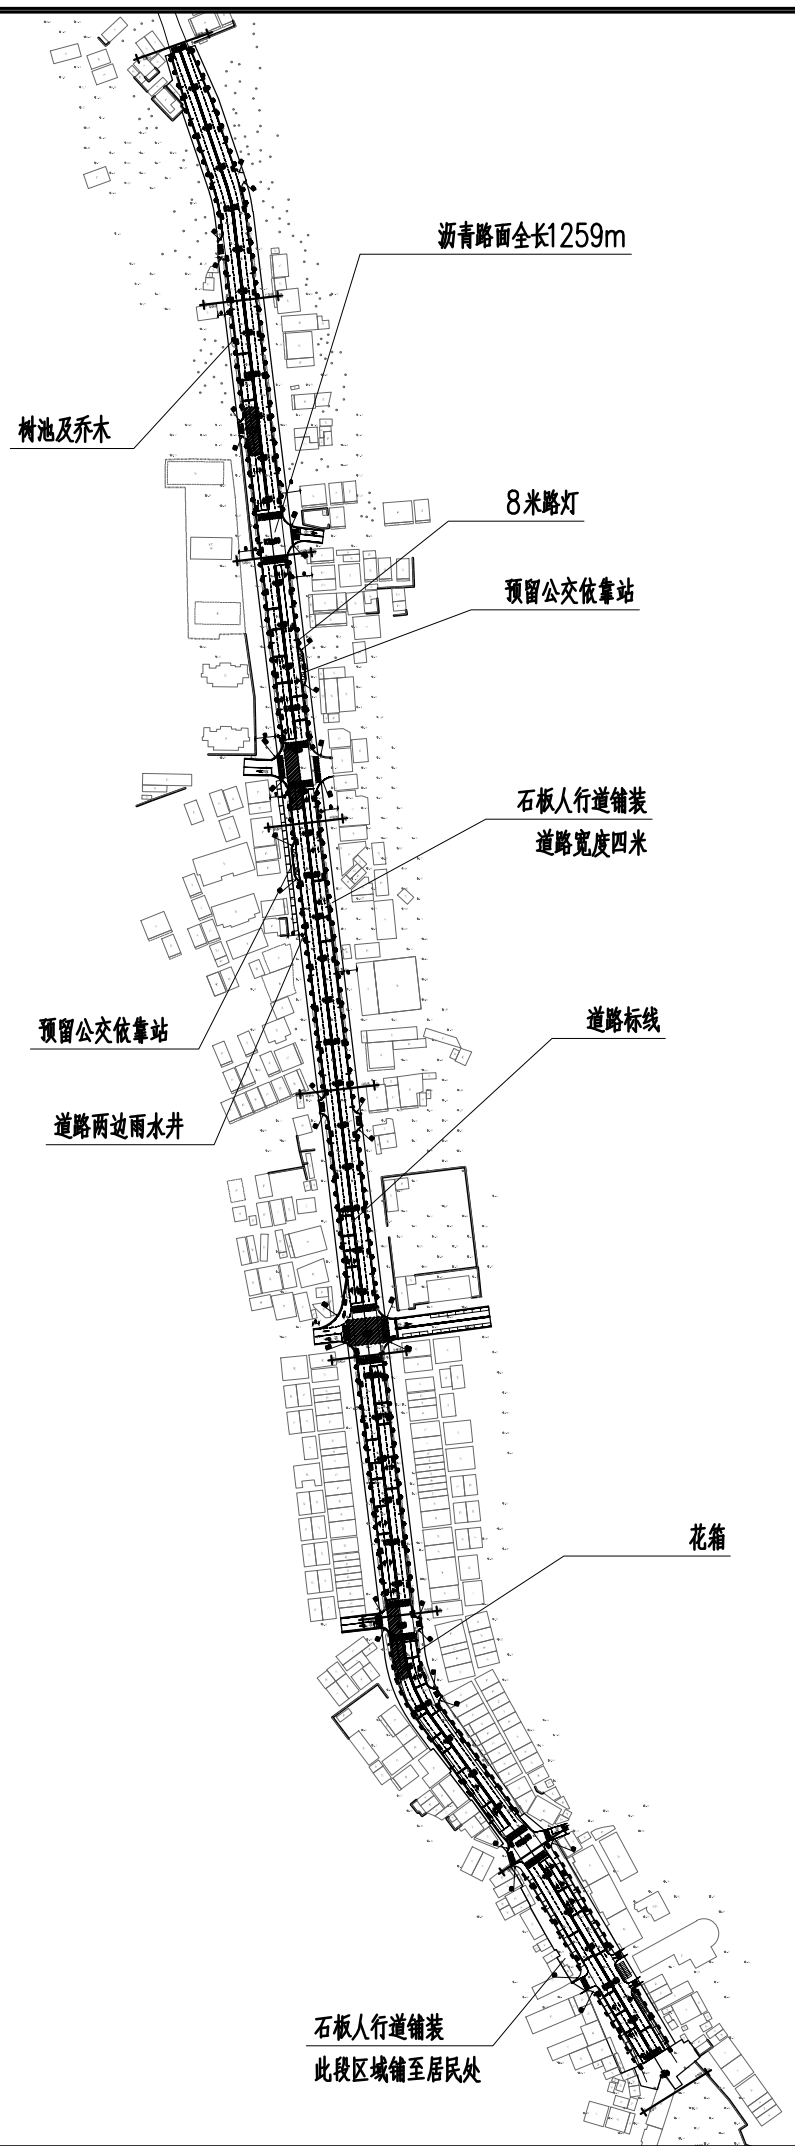 沥青路面全长1259m
树池及乔木
8米路灯
预留公交依靠站
石板人行道铺装
道路宽度四米
预留公交依靠站
道路标线
道路两边雨水井
花箱
石板人行道铺装
此段区域铺至居民处